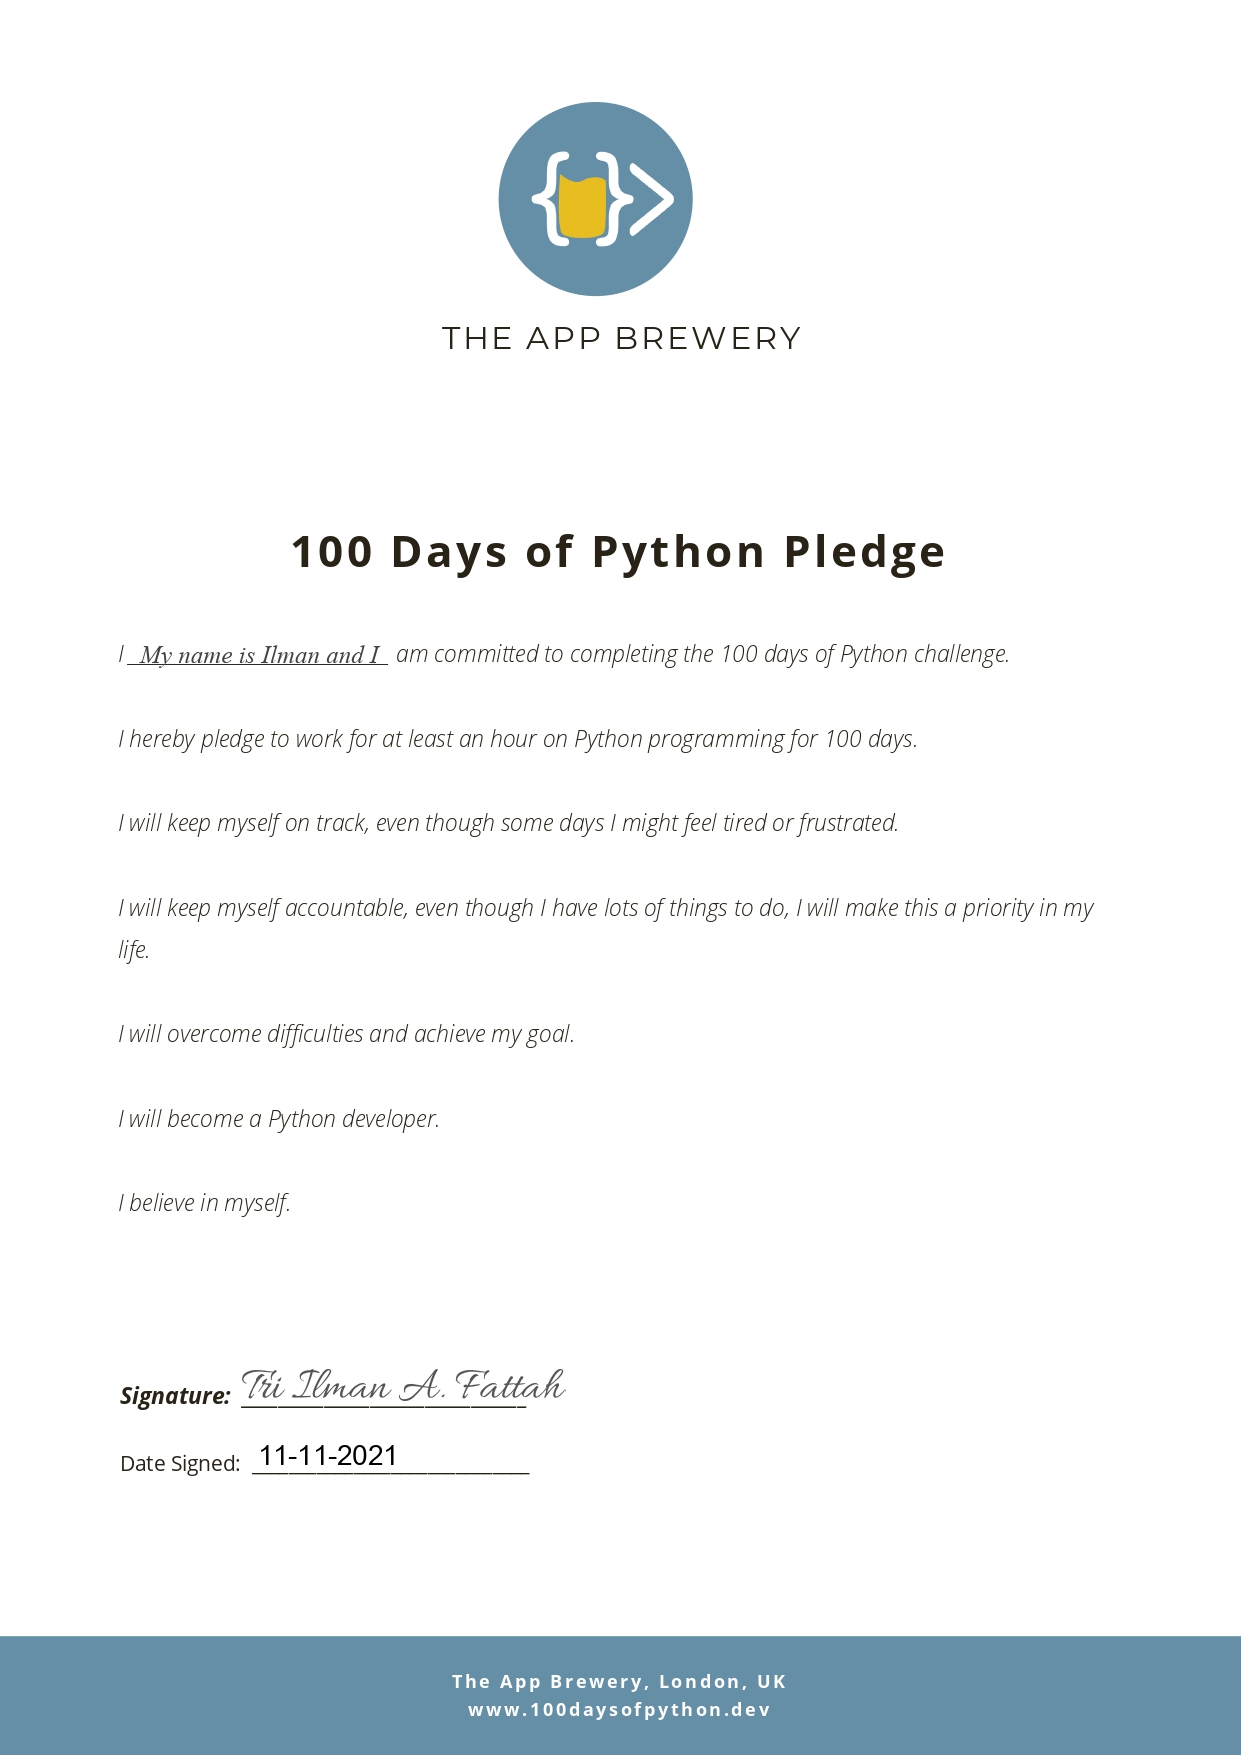 { }>
THE APP BREWERY
100 Days of Python Pledge
I My name is Ilman and I am committed to completing the 100 days of Python challenge.
I hereby pledge to work for at least an hour on Python programming for 100 days.
I will keep myself on track, even though some days I might feel tired or frustrated.
I will keep myself accountable, even though I have lots of things to do, I will make this a priority in my
life.
I will overcome difficulties and achieve my goal.
I will become a Python developer.
I believe in myself.
Signature: Tri Ilman A. Fattah
Date Signed: 11-11-2021
The App Brewery, London, UK
www.100daysofpython.dev